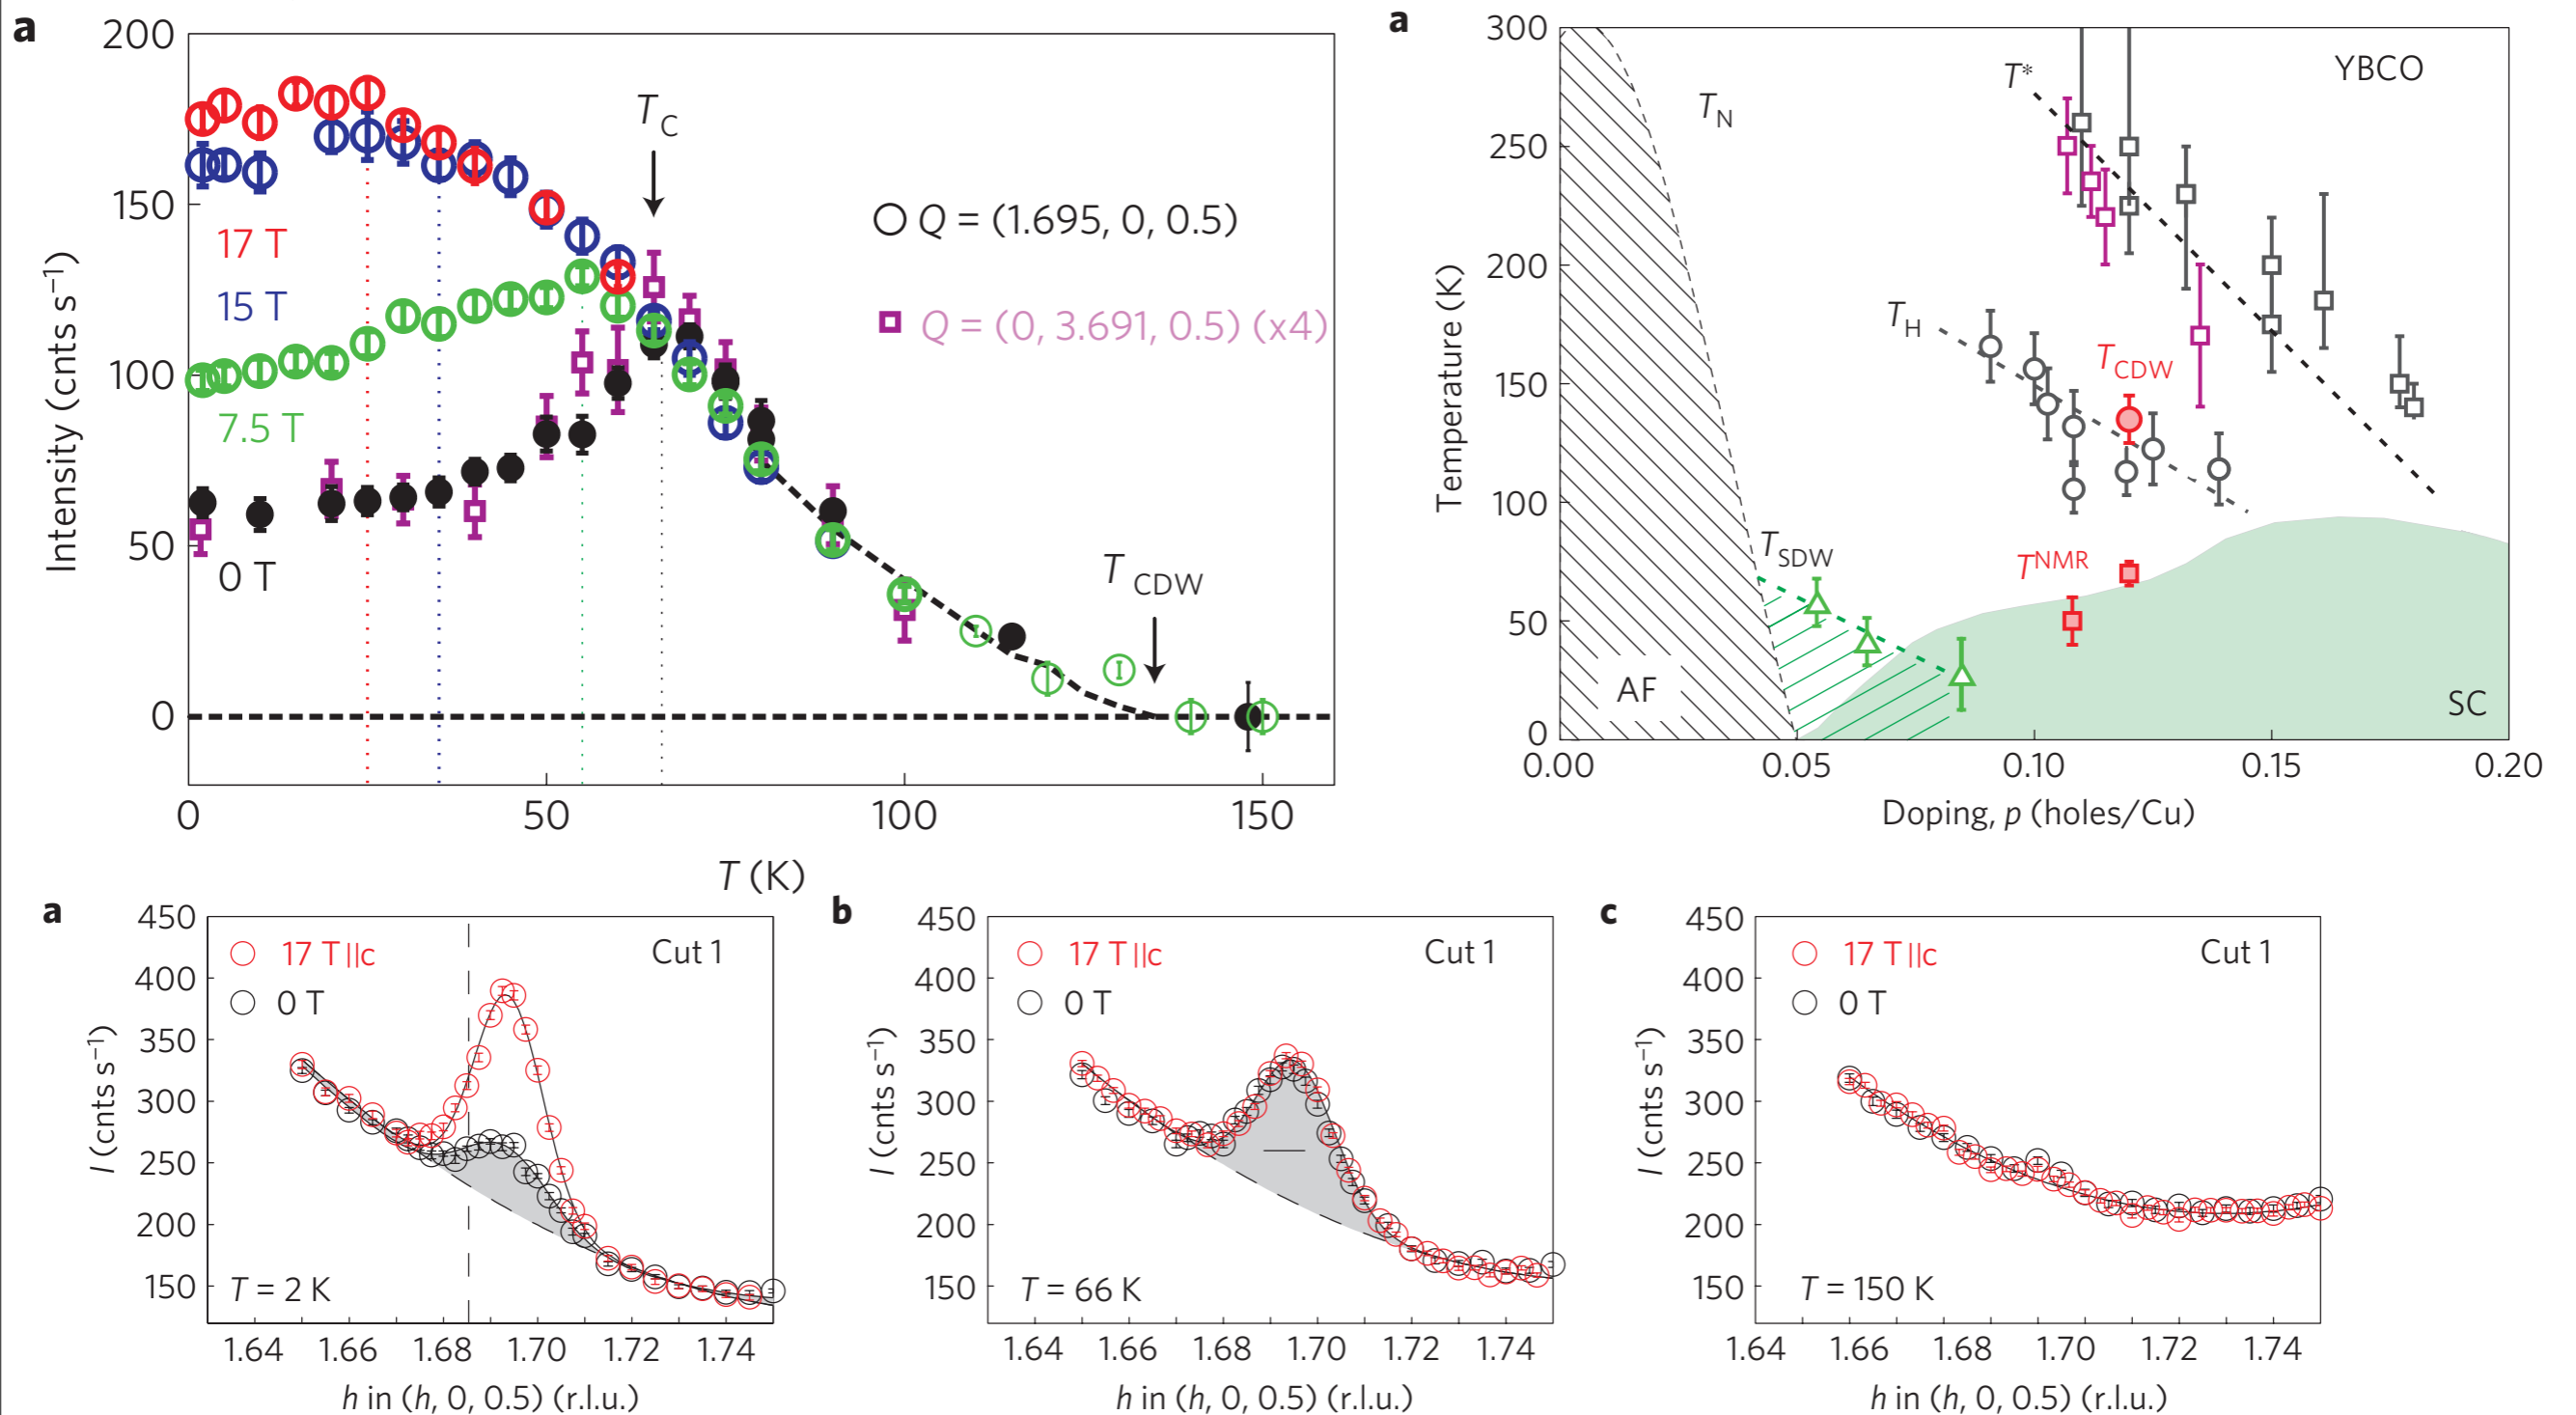 a
200
150
100
50
0
Intensity (cnts s⁻¹)
17 T
15 T
7.5 T
0 T
T_C
Q = (1.695, 0, 0.5)
Q = (0, 3.691, 0.5) (x4)
T_CDW
0 50 100 150
T (K)
a
300
250
200
150
100
50
0
Temperature (K)
YBCO
T*
T_N
T_H
T_CDW
T_SDW
T^NMR
AF
SC
0.00 0.05 0.10 0.15 0.20
Doping, p (holes/Cu)
a
450
400
350
300
250
200
150
I (cnts s⁻¹)
17 T||c
0 T
Cut 1
T = 2 K
1.64 1.66 1.68 1.70 1.72 1.74
h in (h, 0, 0.5) (r.l.u.)
b
450
400
350
300
250
200
150
I (cnts s⁻¹)
17 T||c
0 T
Cut 1
T = 66 K
1.64 1.66 1.68 1.70 1.72 1.74
h in (h, 0, 0.5) (r.l.u.)
c
450
400
350
300
250
200
150
I (cnts s⁻¹)
17 T||c
0 T
Cut 1
T = 150 K
1.64 1.66 1.68 1.70 1.72 1.74
h in (h, 0, 0.5) (r.l.u.)